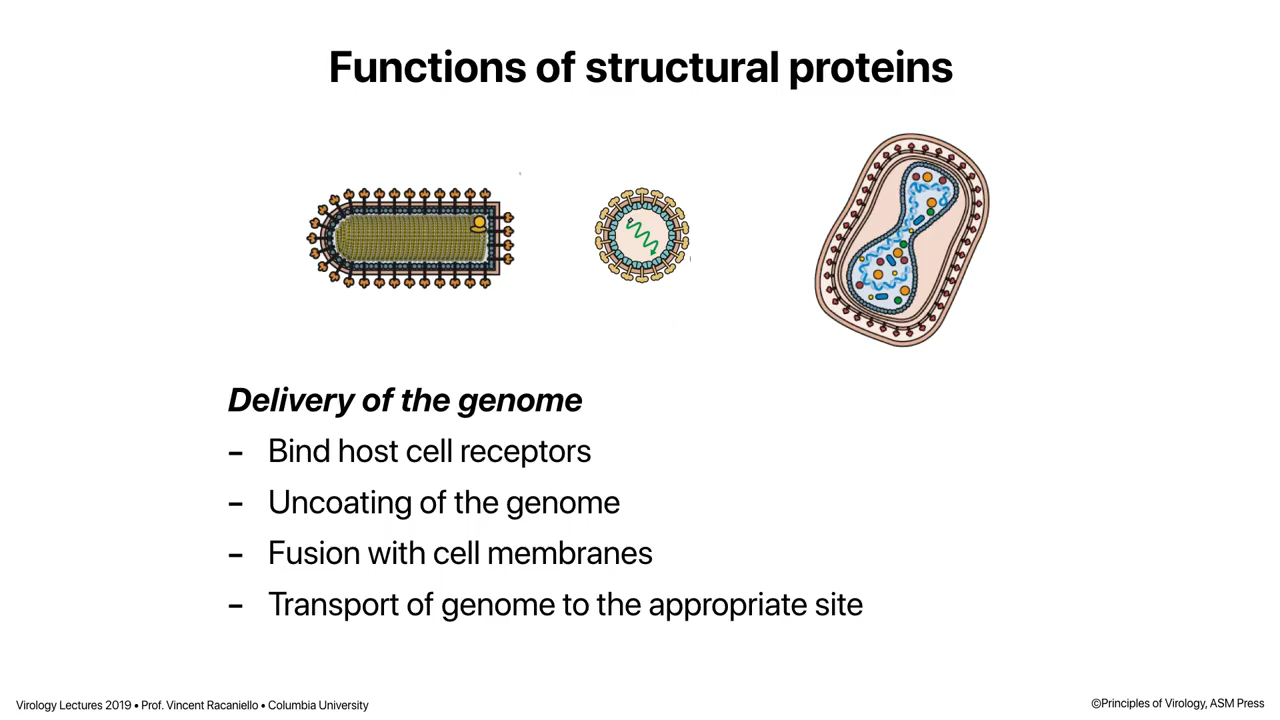 Functions of structural proteins
Delivery of the genome
– Bind host cell receptors
– Uncoating of the genome
– Fusion with cell membranes
– Transport of genome to the appropriate site
Virology Lectures 2019 • Prof. Vincent Racaniello • Columbia University
©Principles of Virology, ASM Press